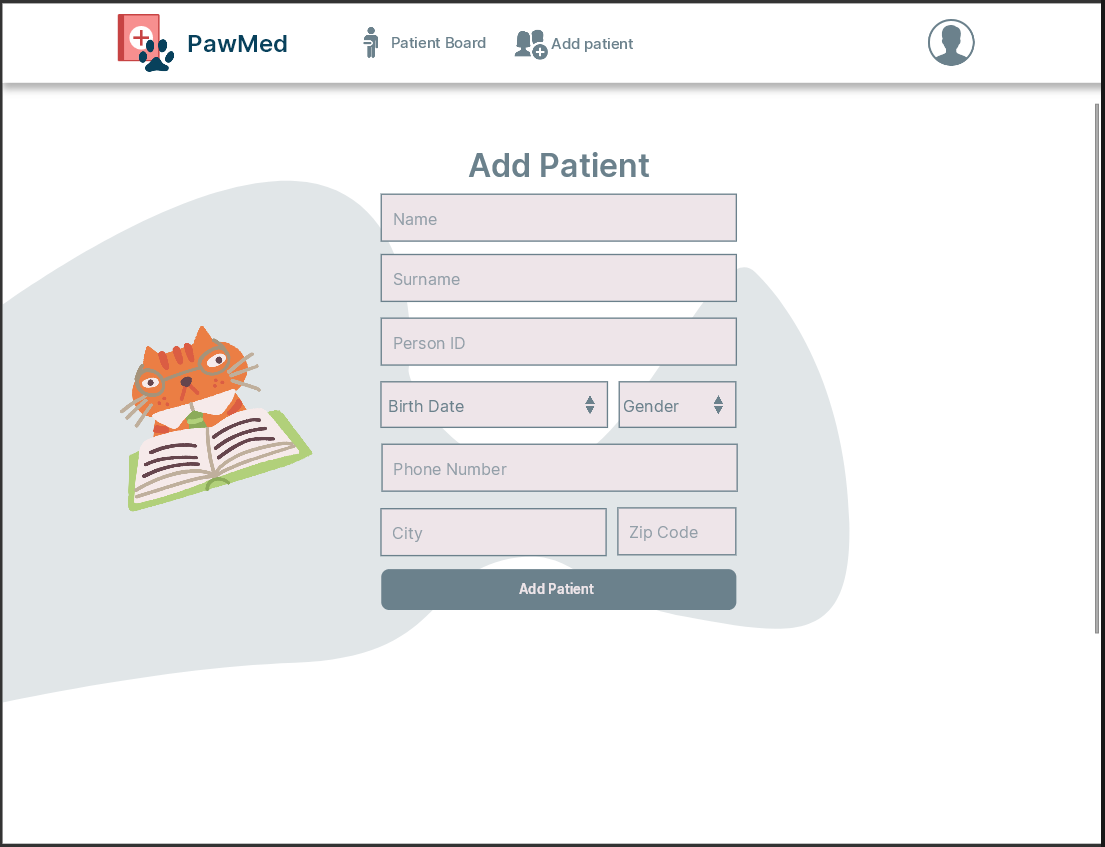 PawMed
Patient Board
Add patient
Add Patient
Name
Surname
Person ID
Birth Date
Gender
Phone Number
City
Zip Code
Add Patient